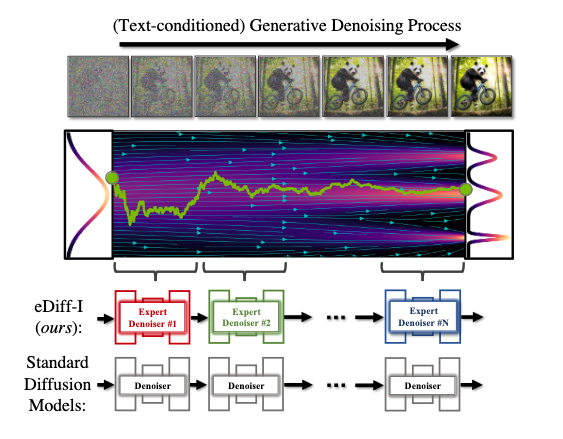 (Text-conditioned) Generative Denoising Process
eDiff-I
(ours):
Expert
Denoiser #1
Expert
Denoiser #2
...
Expert
Denoiser #N
Standard
Diffusion
Models:
Denoiser
Denoiser
...
Denoiser